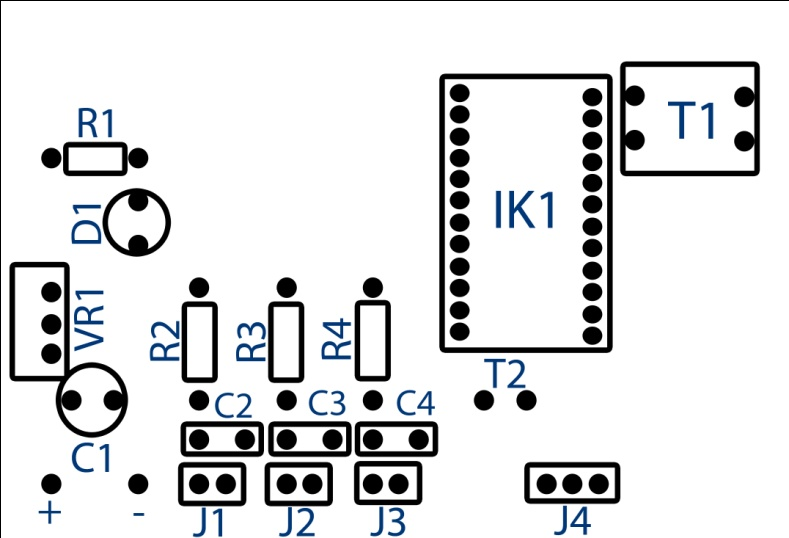 R1
T1
D1
IK1
VR1
R2
R3
R4
T2
C2
C3
C4
C1
+
-
J1
J2
J3
J4